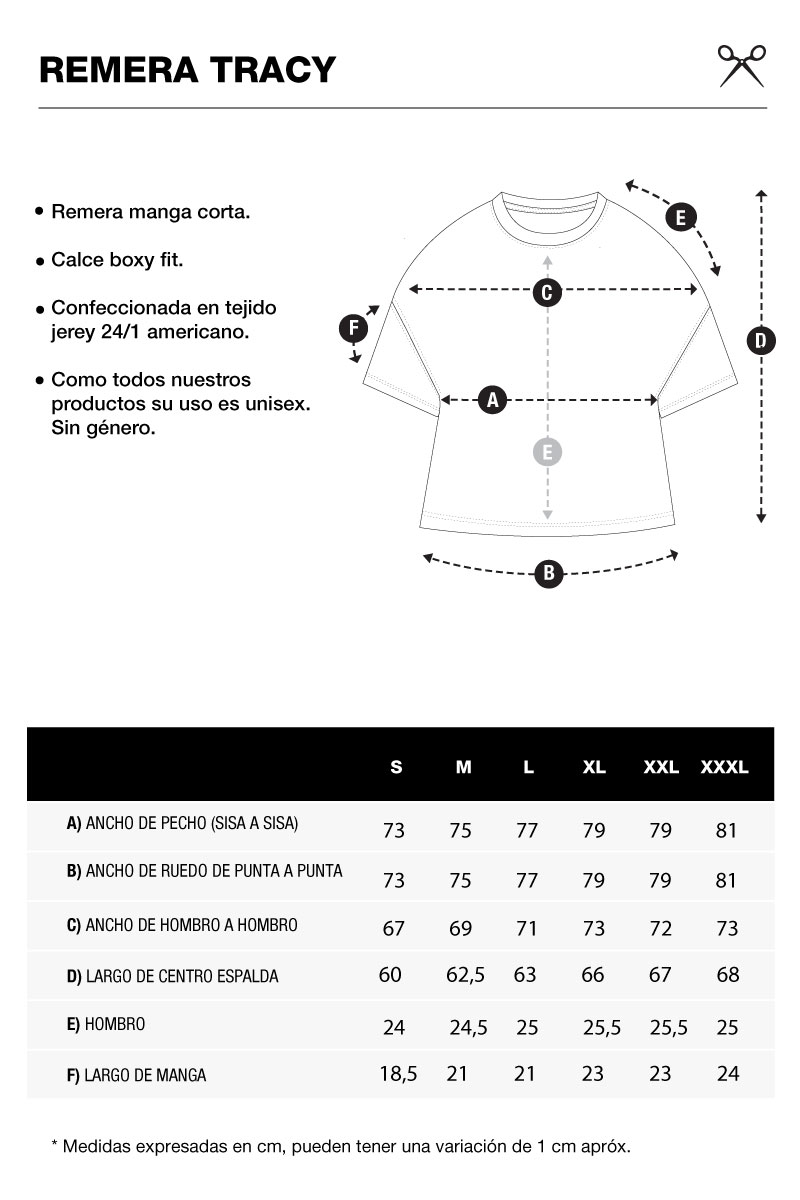 REMERA TRACY
• Remera manga corta.
• Calce boxy fit.
• Confeccionada en tejido
jerey 24/1 americano.
• Como todos nuestros
productos su uso es unisex.
Sin género.
E
C
F
D
A
E
B
S M L XL XXL XXXL
A) ANCHO DE PECHO (SISA A SISA) 73 75 77 79 79 81
B) ANCHO DE RUEDO DE PUNTA A PUNTA 73 75 77 79 79 81
C) ANCHO DE HOMBRO A HOMBRO 67 69 71 73 72 73
D) LARGO DE CENTRO ESPALDA 60 62,5 63 66 67 68
E) HOMBRO 24 24,5 25 25,5 25,5 25
F) LARGO DE MANGA 18,5 21 21 23 23 24
* Medidas expresadas en cm, pueden tener una variación de 1 cm apróx.